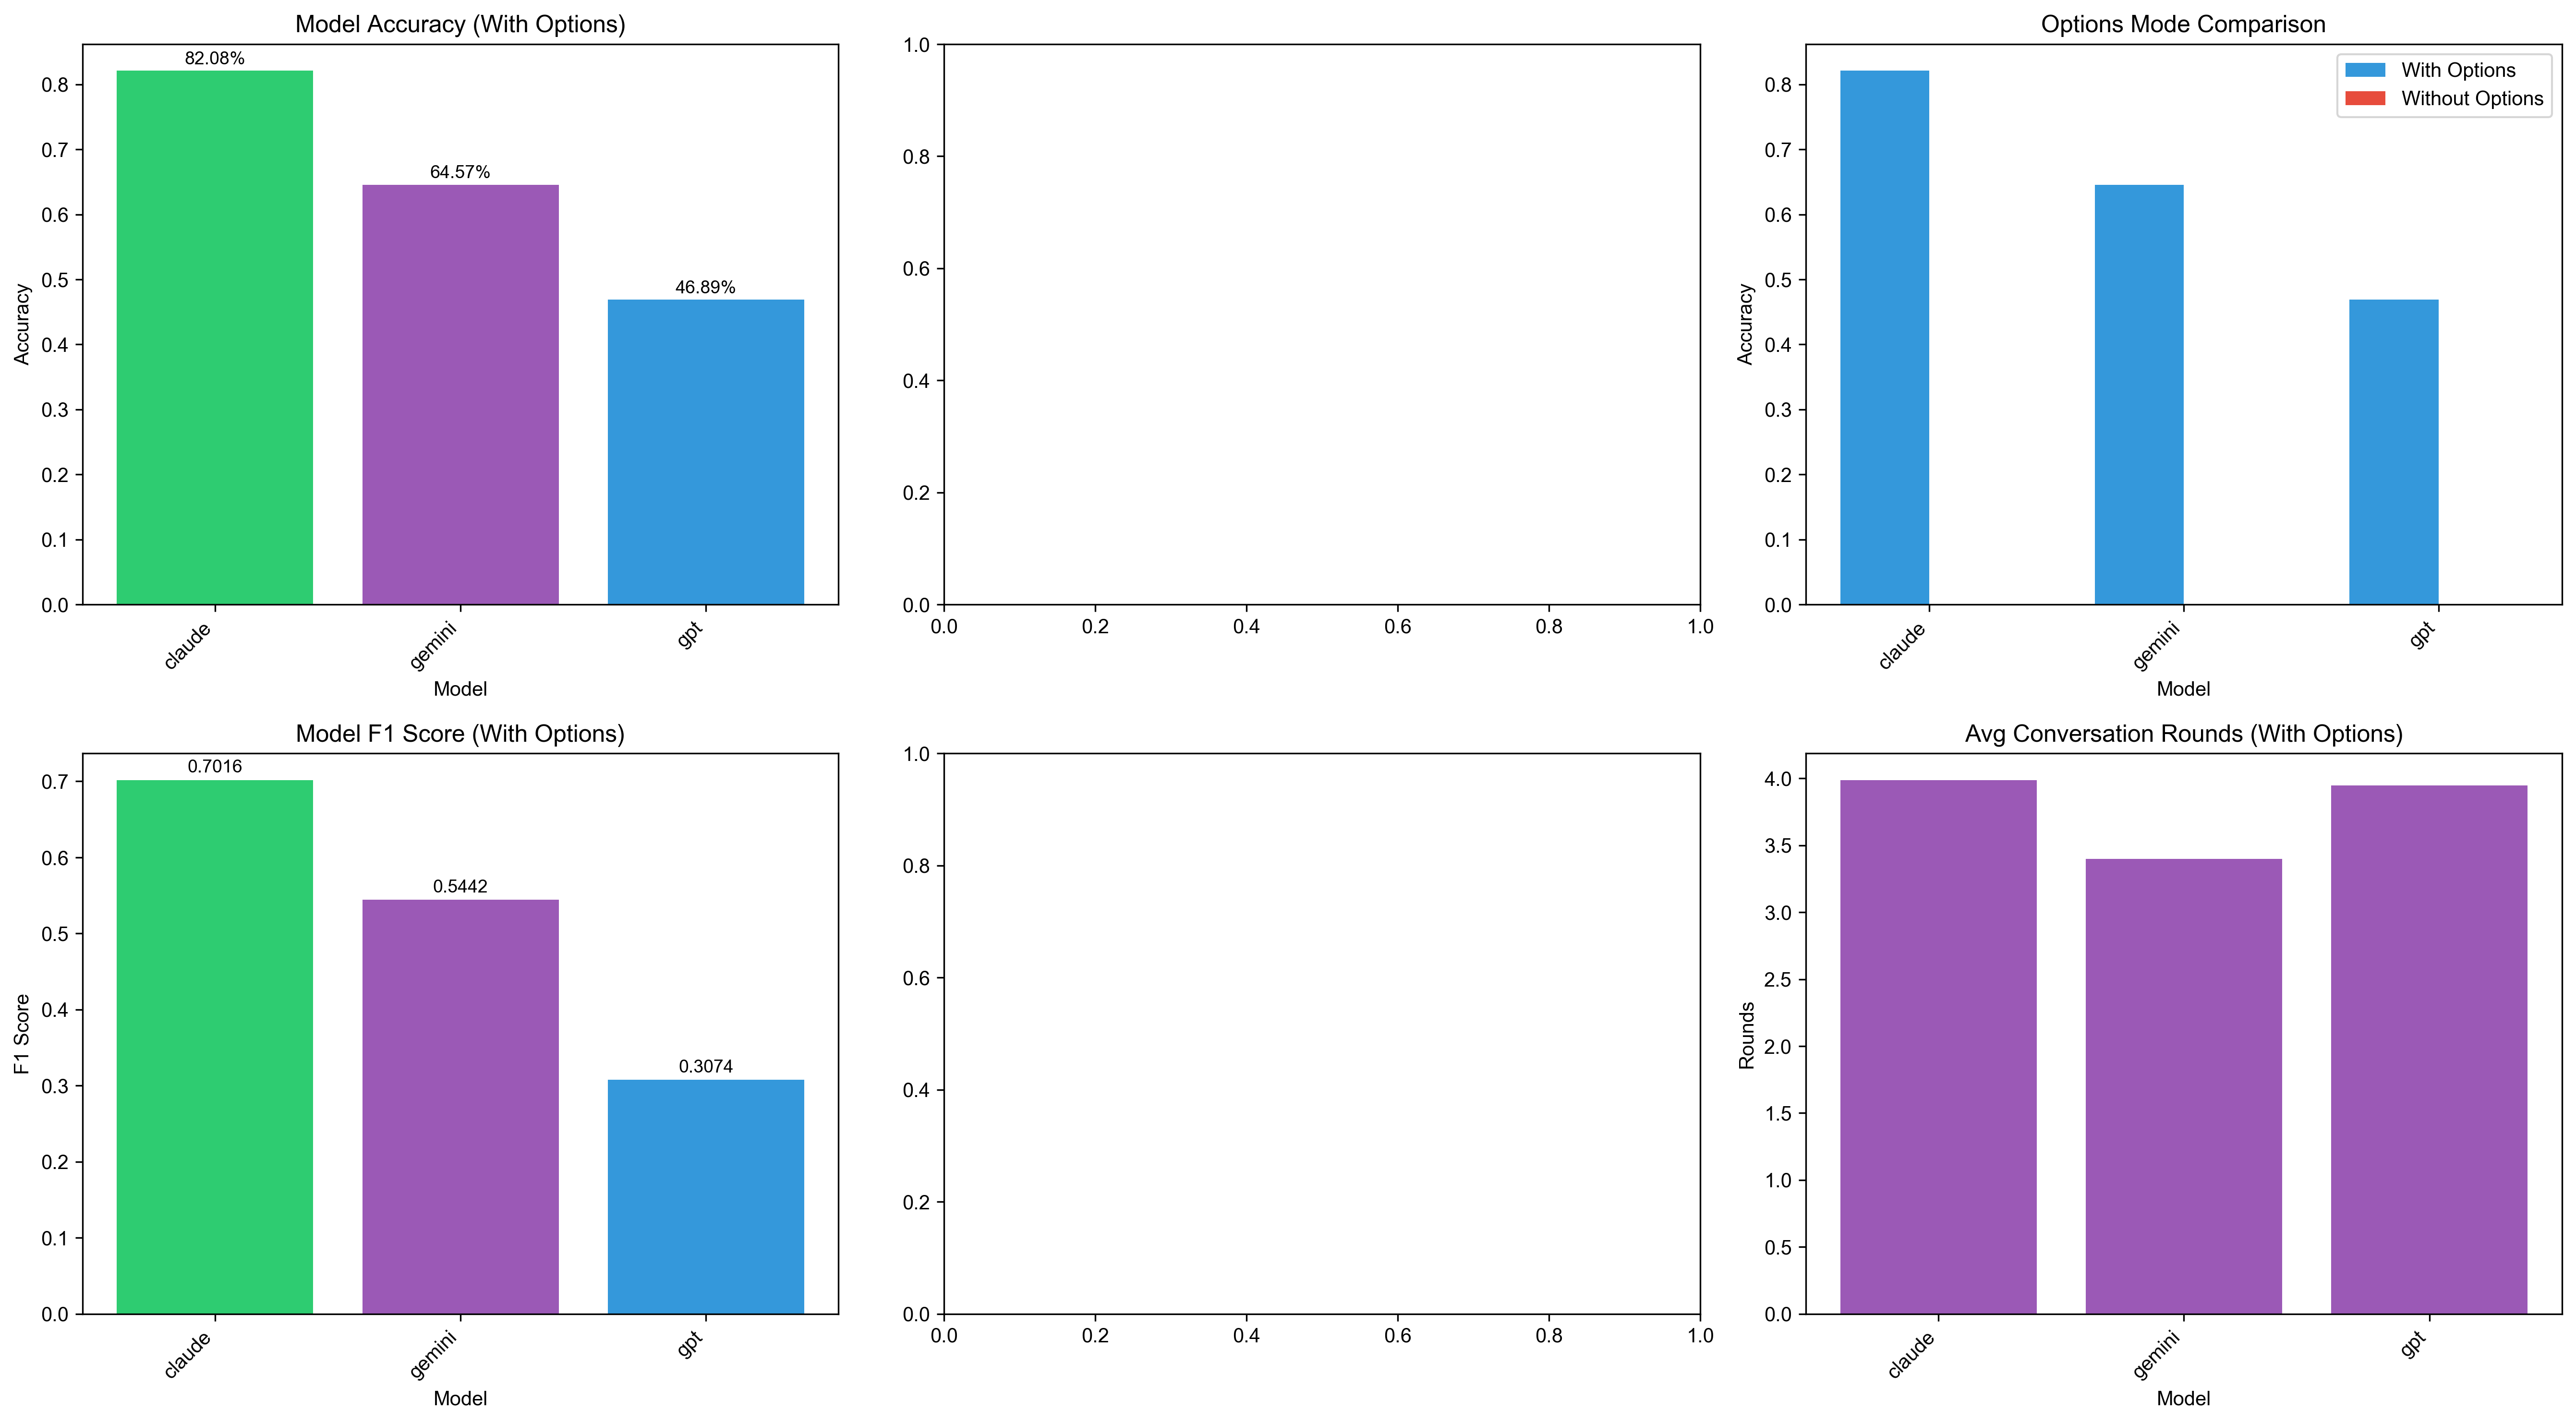 Model Accuracy (With Options)
82.08%
64.57%
46.89%
Accuracy
0.8
0.7
0.6
0.5
0.4
0.3
0.2
0.1
0.0
claude
gemini
gpt
Model
1.0
0.8
0.6
0.4
0.2
0.0
0.0 0.2 0.4 0.6 0.8 1.0
Options Mode Comparison
With Options
Without Options
Accuracy
0.8
0.7
0.6
0.5
0.4
0.3
0.2
0.1
0.0
claude
gemini
gpt
Model
Model F1 Score (With Options)
0.7016
0.5442
0.3074
F1 Score
0.7
0.6
0.5
0.4
0.3
0.2
0.1
0.0
claude
gemini
gpt
Model
1.0
0.8
0.6
0.4
0.2
0.0
0.0 0.2 0.4 0.6 0.8 1.0
Avg Conversation Rounds (With Options)
Rounds
4.0
3.5
3.0
2.5
2.0
1.5
1.0
0.5
0.0
claude
gemini
gpt
Model